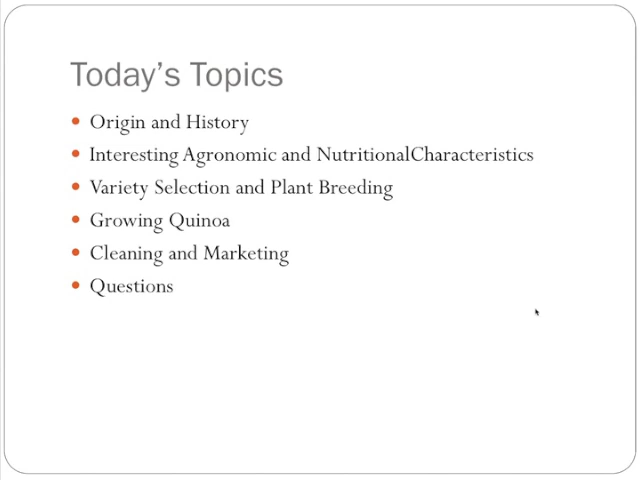 Today's Topics
• Origin and History
• Interesting Agronomic and NutritionalCharacteristics
• Variety Selection and Plant Breeding
• Growing Quinoa
• Cleaning and Marketing
• Questions